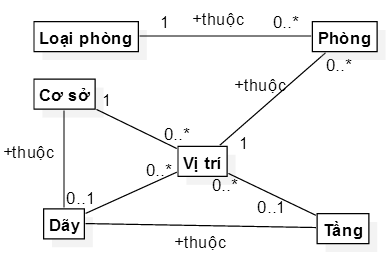 +thuộc
1
0..*
Loại phòng
Phòng
0..*
+thuộc
Cơ sở
1
0..*
+thuộc
1
0..*
Vị trí
0..*
0..1
0..1
Dãy
Tầng
+thuộc